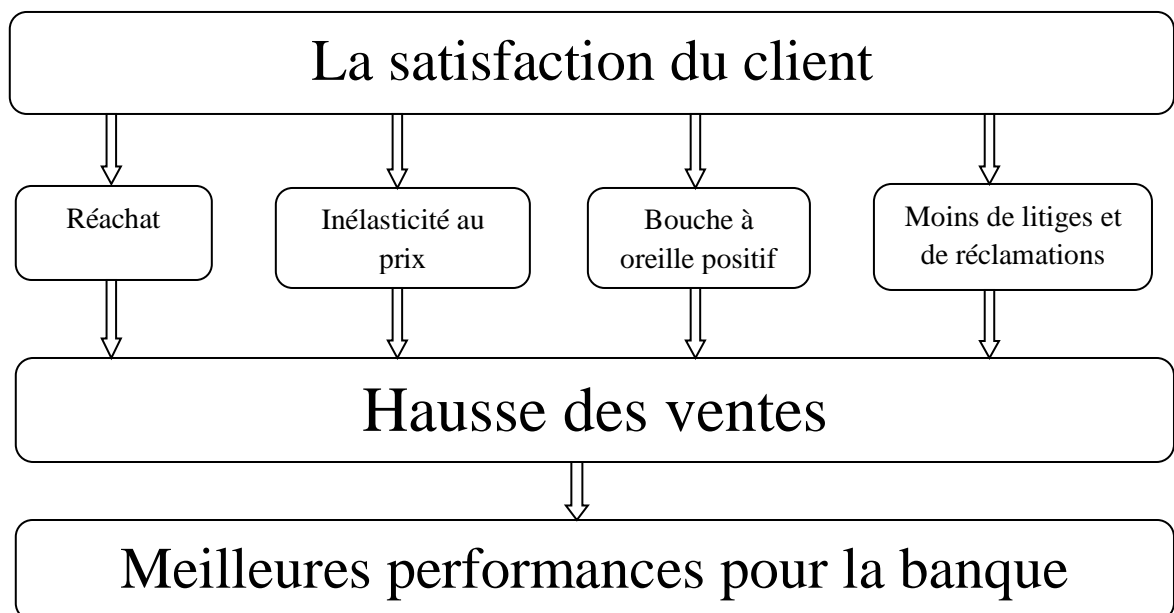 La satisfaction du client
Réachat
Inélasticité au
prix
Bouche à
oreille positif
Moins de litiges et
de réclamations
Hausse des ventes
Meilleures performances pour la banque